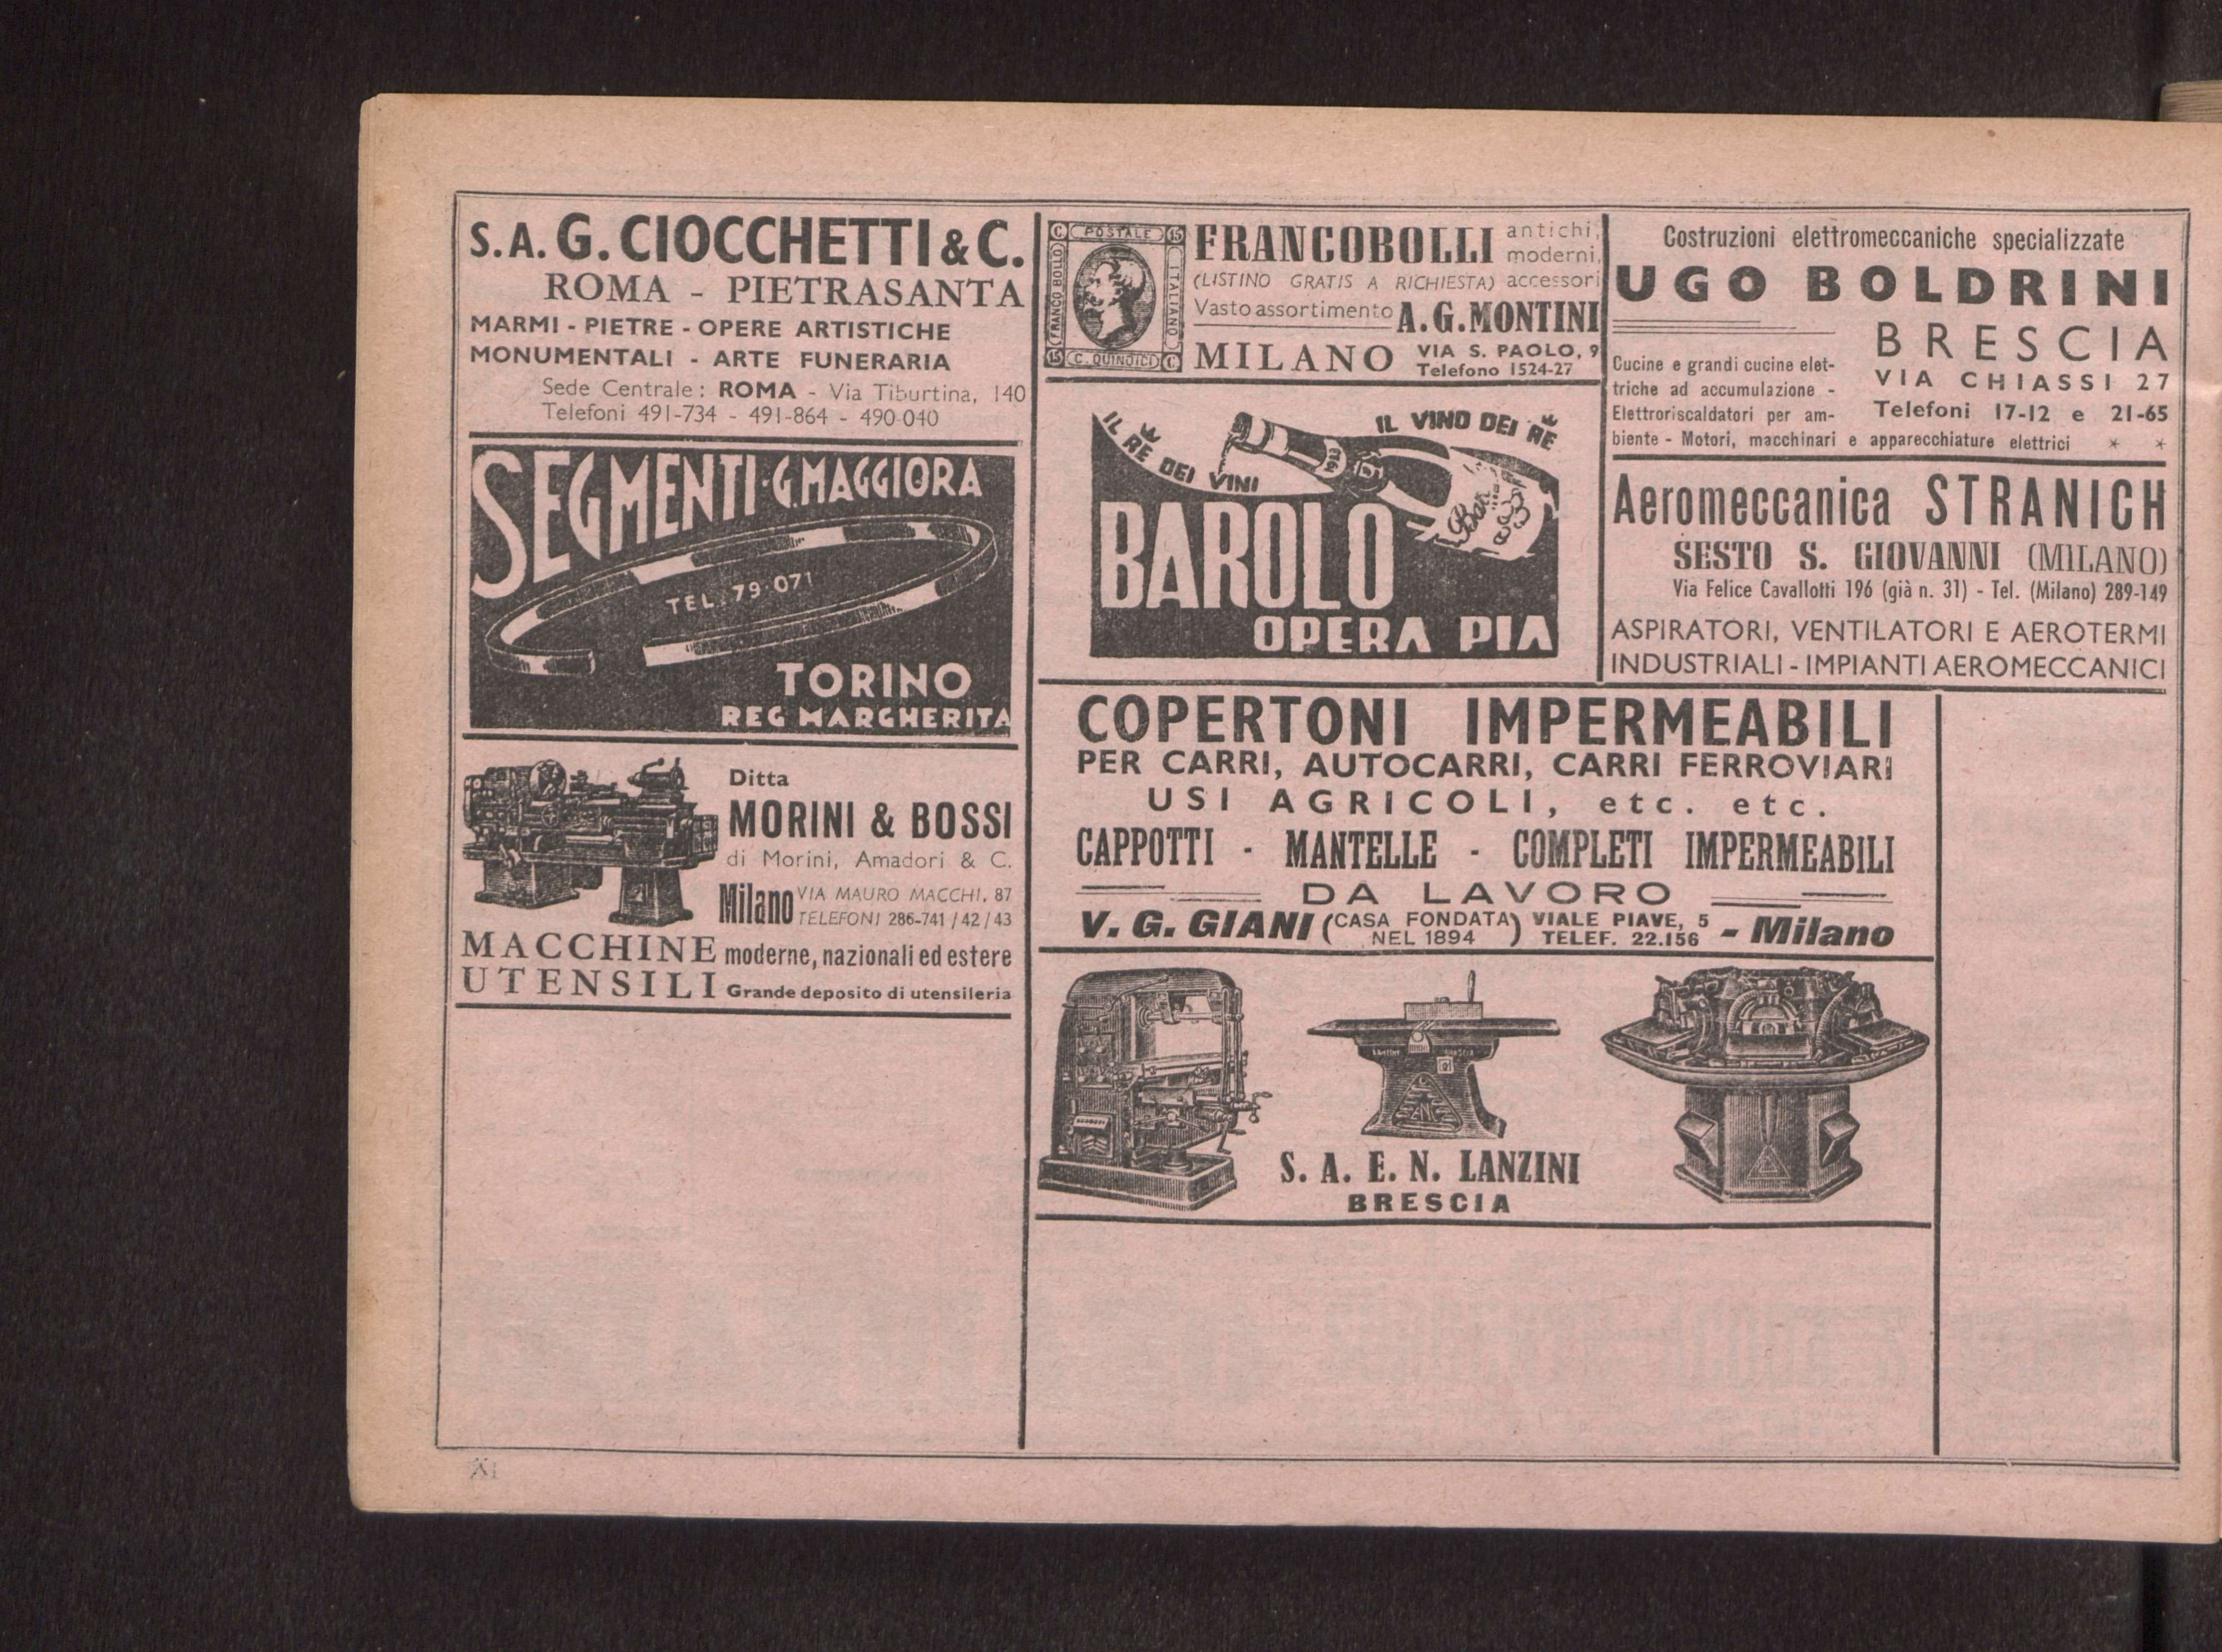 S.A. G. CIOCCHETTI & C.
ROMA - PIETRASANTA
MARMI - PIETRE - OPERE ARTISTICHE
MONUMENTALI - ARTE FUNERARIA
Sede Centrale: ROMA - Via Tiburtina, 140
Telefoni 491-734 - 491-864 - 490-040
SEGMENTI·G.MAGGIORA
TEL. 79-071
TORINO
REG MARGHERITA
Ditta
MORINI & BOSSI
di Morini, Amadori & C.
Milano VIA MAURO MACCHI, 87
TELEFONI 286-741 / 42 / 43
MACCHINE moderne, nazionali ed estere
UTENSILI Grande deposito di utensileria
C POSTALE 15
FRANCO BOLLO
ITALIANO
15 C. QUINDICI C
FRANCOBOLLI antichi,
moderni,
(LISTINO GRATIS A RICHIESTA) accessori
Vasto assortimento A. G. MONTINI
MILANO VIA S. PAOLO, 9
Telefono 1524-27
IL RE DEI VINI
IL VINO DEI RE
BAROLO
OPERA PIA
Costruzioni elettromeccaniche specializzate
UGO BOLDRINI
BRESCIA
VIA CHIASSI 27
Telefoni 17-12 e 21-65
Cucine e grandi cucine elet-
triche ad accumulazione -
Elettroriscaldatori per am-
biente - Motori, macchinari e apparecchiature elettrici * *
Aeromeccanica STRANICH
SESTO S. GIOVANNI (MILANO)
Via Felice Cavallotti 196 (già n. 31) - Tel. (Milano) 289-149
ASPIRATORI, VENTILATORI E AEROTERMI
INDUSTRIALI - IMPIANTI AEROMECCANICI
COPERTONI IMPERMEABILI
PER CARRI, AUTOCARRI, CARRI FERROVIARI
USI AGRICOLI, etc. etc.
CAPPOTTI - MANTELLE - COMPLETI IMPERMEABILI
DA LAVORO
V. G. GIANI (CASA FONDATA NEL 1894) VIALE PIAVE, 5 TELEF. 22.156 - Milano
S. A. E. N. LANZINI
BRESCIA
XI